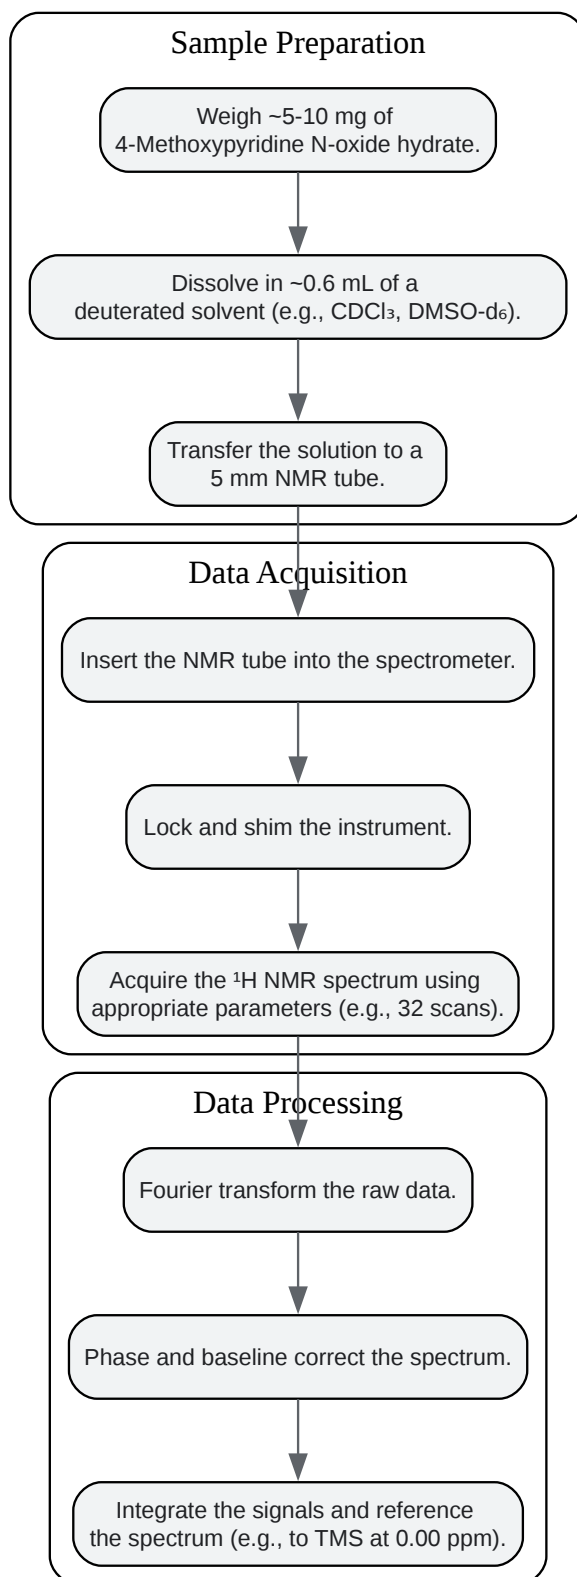 Sample Preparation
Weigh ~5-10 mg of
4-Methoxypyridine N-oxide hydrate.
Dissolve in ~0.6 mL of a
deuterated solvent (e.g., CDCl₃, DMSO-d₆).
Transfer the solution to a
5 mm NMR tube.
Data Acquisition
Insert the NMR tube into the spectrometer.
Lock and shim the instrument.
Acquire the ¹H NMR spectrum using
appropriate parameters (e.g., 32 scans).
Data Processing
Fourier transform the raw data.
Phase and baseline correct the spectrum.
Integrate the signals and reference
the spectrum (e.g., to TMS at 0.00 ppm).